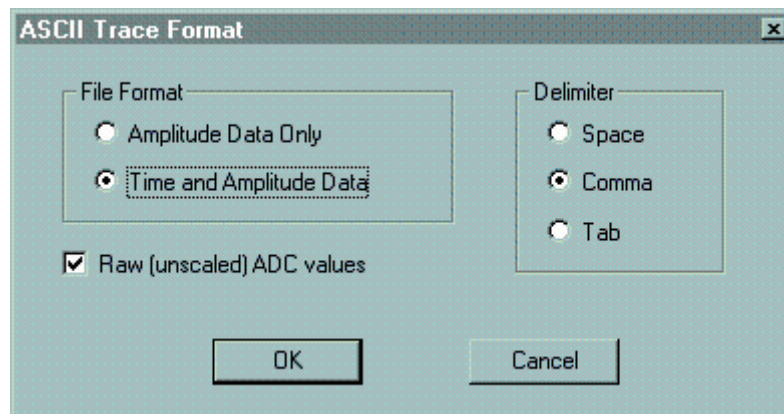 ASCII Trace Format
File Format
Amplitude Data Only
Time and Amplitude Data
Raw (unscaled) ADC values
Delimiter
Space
Comma
Tab
OK
Cancel